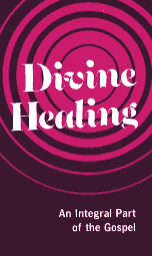 Divine
Healing
An Integral Part
of the Gospel